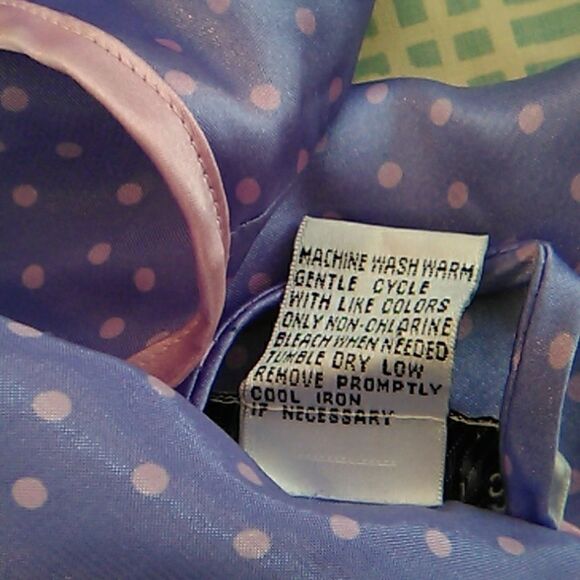 MACHINE WASH WARM
GENTLE CYCLE
WITH LIKE COLORS
ONLY NON-CHLORINE
BLEACH WHEN NEEDED
TUMBLE DRY LOW
REMOVE PROMPTLY
COOL IRON
IF NECESSARY